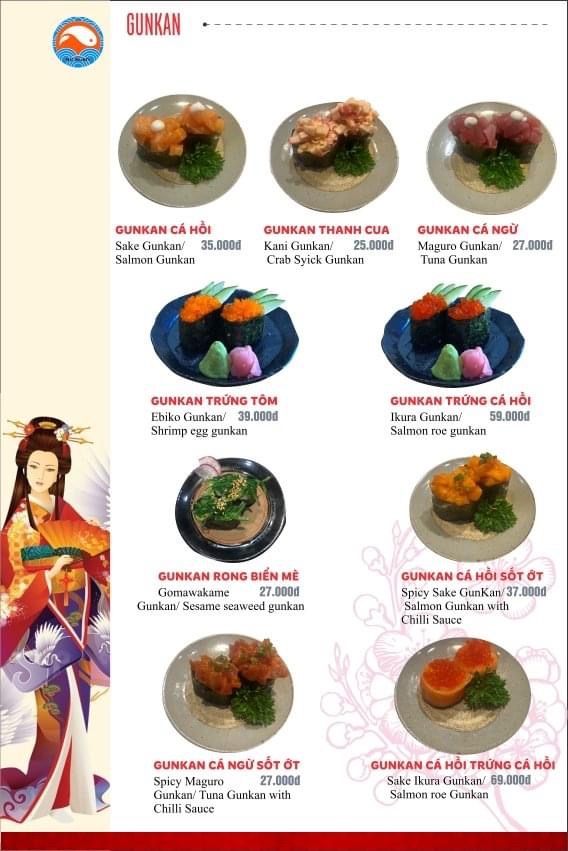 GUNKAN
GUNKAN CÁ HỒI
Sake Gunkan/ 35.000đ
Salmon Gunkan
GUNKAN THANH CUA
Kani Gunkan/ 25.000đ
Crab Syick Gunkan
GUNKAN CÁ NGỪ
Maguro Gunkan/ 27.000đ
Tuna Gunkan
GUNKAN TRỨNG TÔM
Ebiko Gunkan/ 39.000đ
Shrimp egg gunkan
GUNKAN TRỨNG CÁ HỒI
Ikura Gunkan/ 59.000đ
Salmon roe gunkan
GUNKAN RONG BIỂN MÈ
Gomawakame 27.000đ
Gunkan/ Sesame seaweed gunkan
GUNKAN CÁ HỒI SỐT ỚT
Spicy Sake GunKan/ 37.000đ
Salmon Gunkan with
Chilli Sauce
GUNKAN CÁ NGỪ SỐT ỚT
Spicy Maguro 27.000đ
Gunkan/ Tuna Gunkan with
Chilli Sauce
GUNKAN CÁ HỒI TRỨNG CÁ HỒI
Sake Ikura Gunkan/ 69.000đ
Salmon roe Gunkan